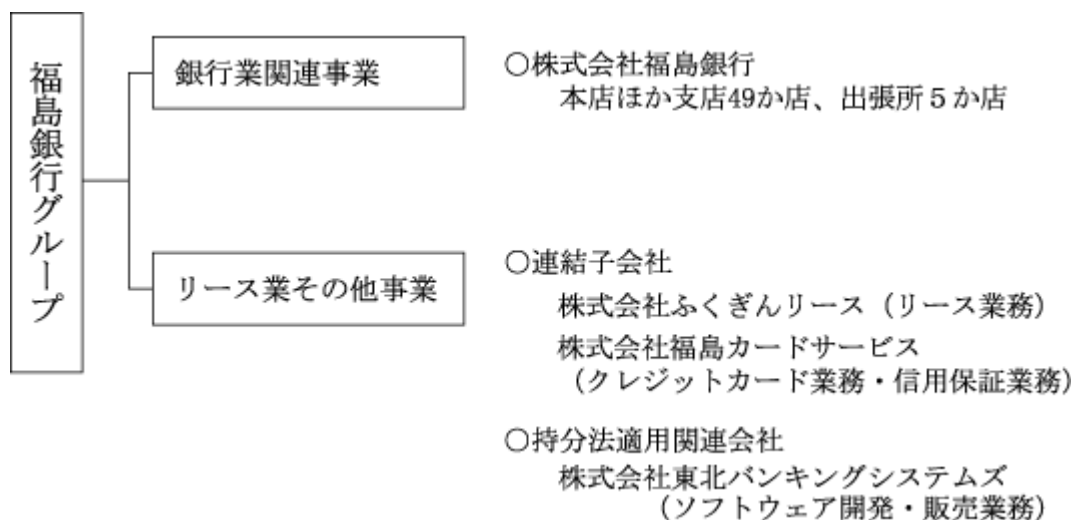 福島銀行グループ
銀行業関連事業
○株式会社福島銀行
本店ほか支店49か店、出張所５か店
リース業その他事業
○連結子会社
株式会社ふくぎんリース（リース業務）
株式会社福島カードサービス
（クレジットカード業務・信用保証業務）
○持分法適用関連会社
株式会社東北バンキングシステムズ
（ソフトウェア開発・販売業務）